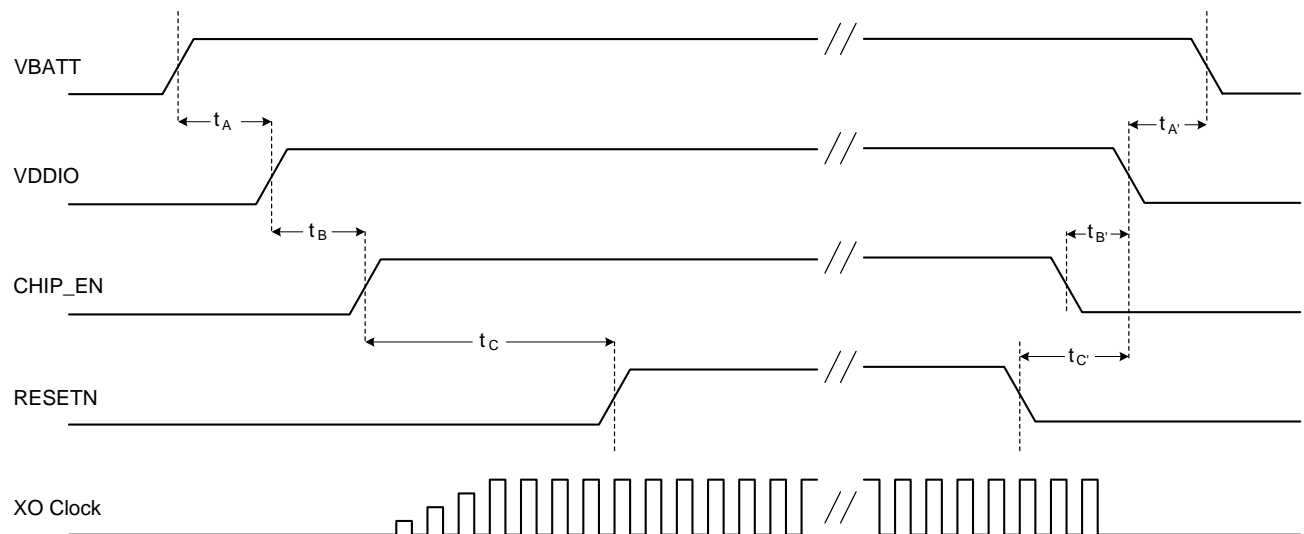 VBATT
tA
tA'
VDDIO
tB
tB'
CHIP_EN
tC
tC'
RESETN
XO Clock